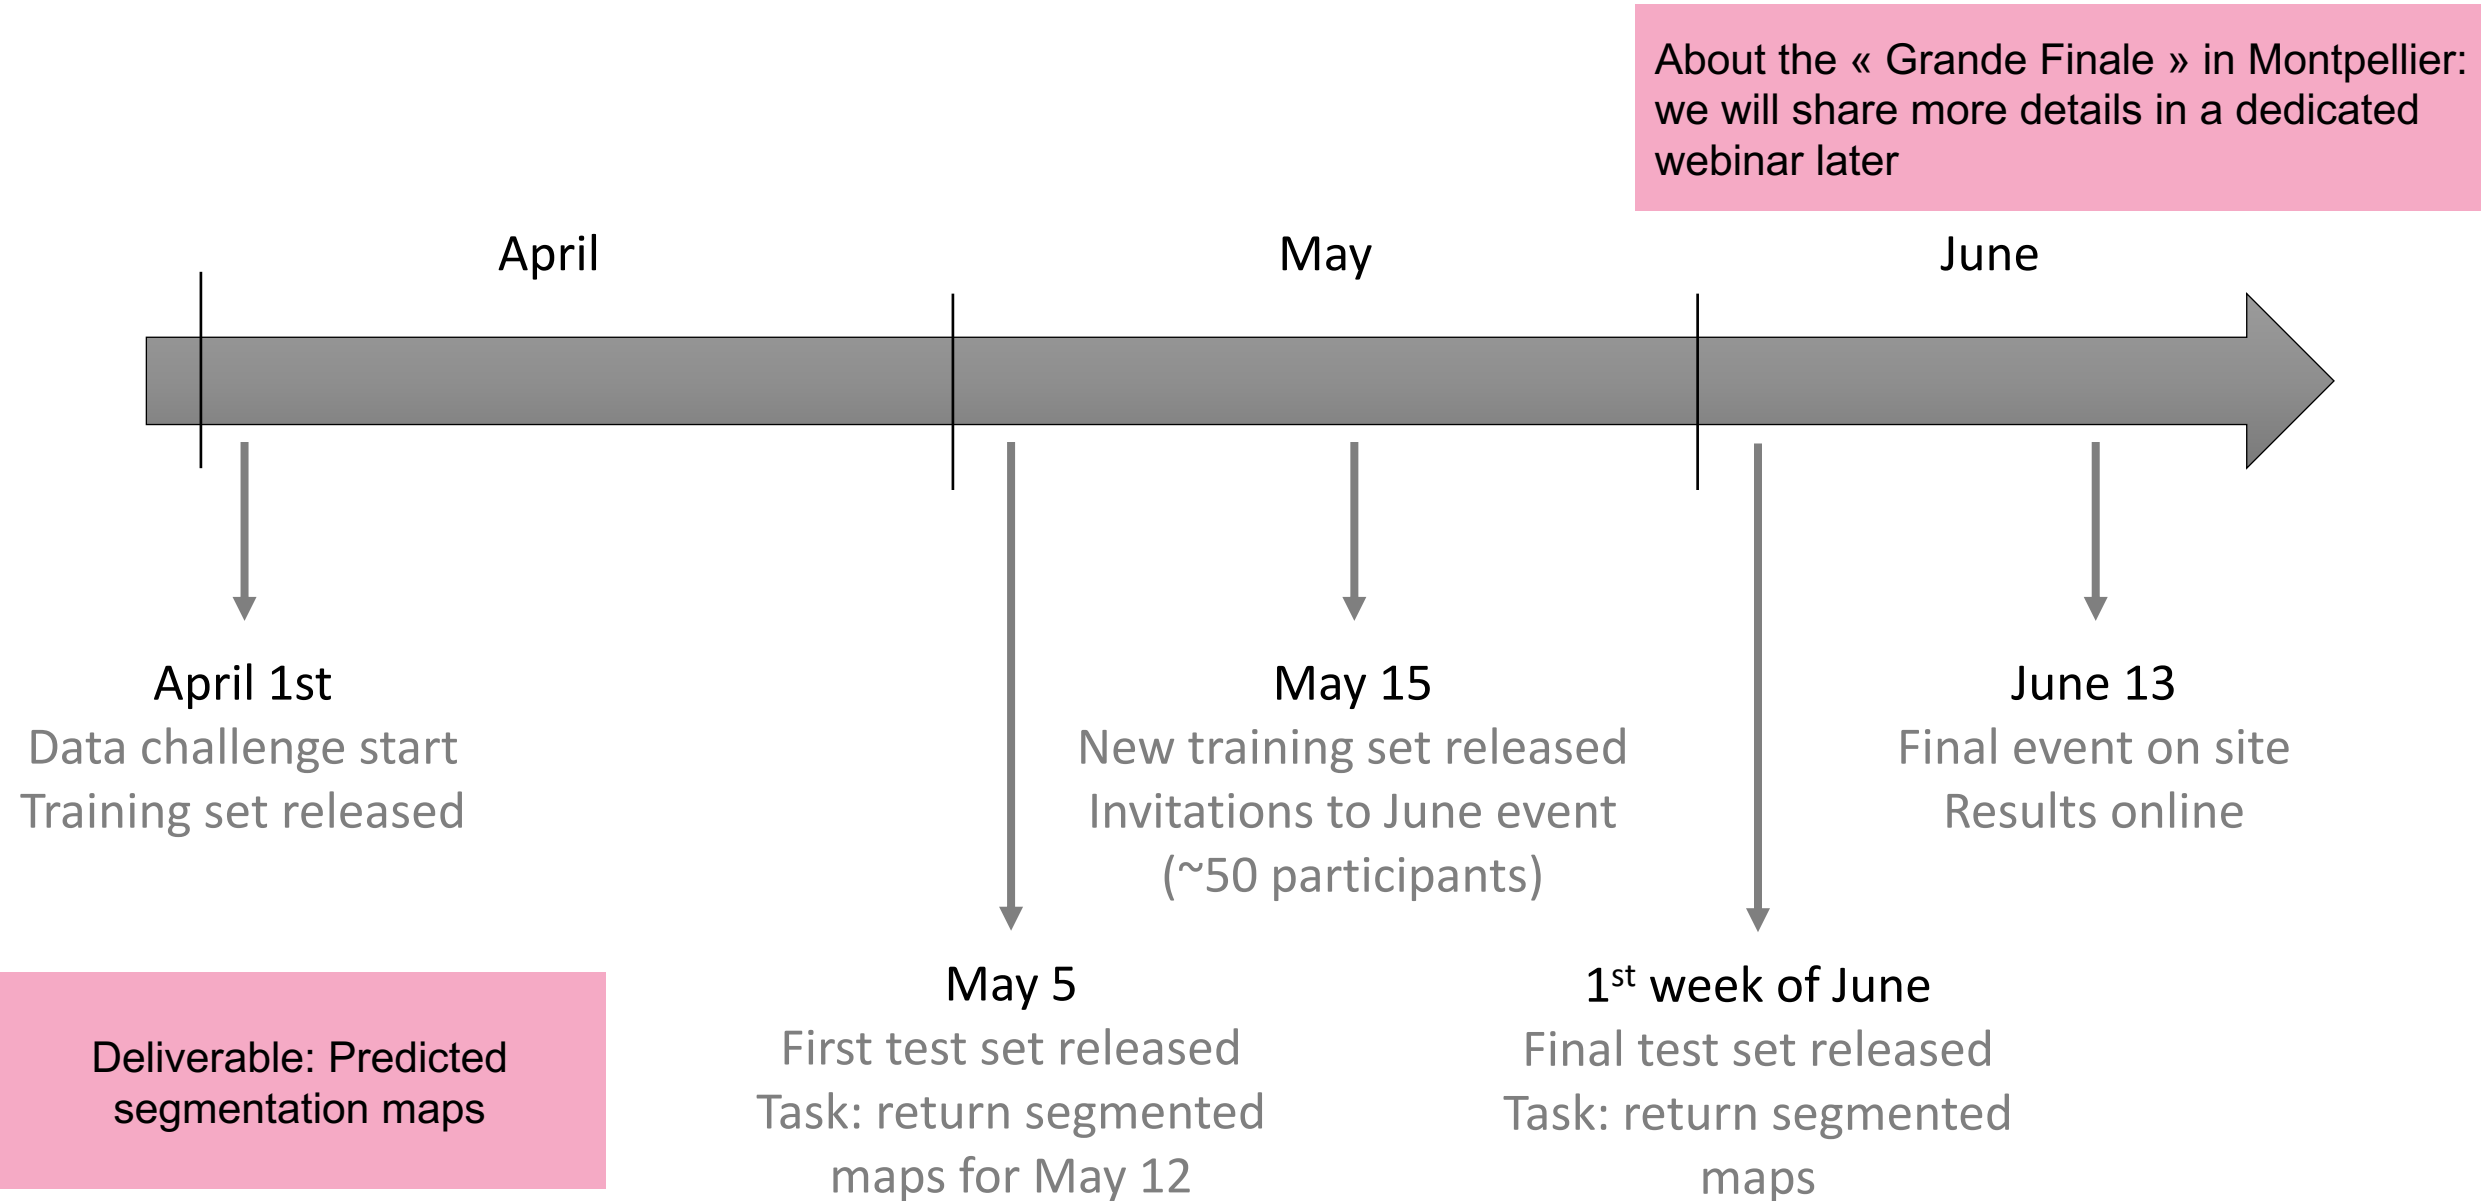 About the « Grande Finale » in Montpellier:
we will share more details in a dedicated
webinar later
April
May
June
April 1st
Data challenge start
Training set released
May 15
New training set released
Invitations to June event
(~50 participants)
June 13
Final event on site
Results online
Deliverable: Predicted
segmentation maps
May 5
First test set released
Task: return segmented
maps for May 12
1st week of June
Final test set released
Task: return segmented
maps